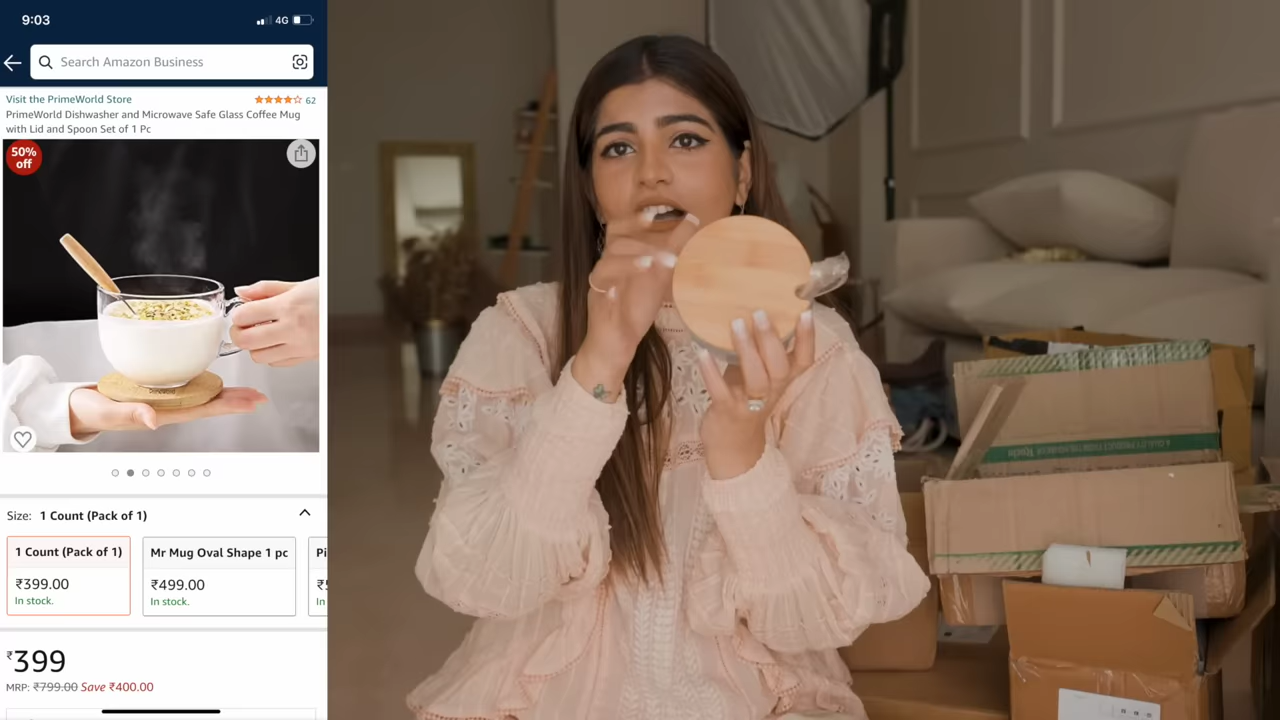 9:03
4G
Search Amazon Business
Visit the PrimeWorld Store
62
PrimeWorld Dishwasher and Microwave Safe Glass Coffee Mug
with Lid and Spoon Set of 1 Pc
50%
off
Size: 1 Count (Pack of 1)
1 Count (Pack of 1)
₹399.00
In stock.
Mr Mug Oval Shape 1 pc
₹499.00
In stock.
Pi
In
₹399
MRP: ₹799.00 Save ₹400.00